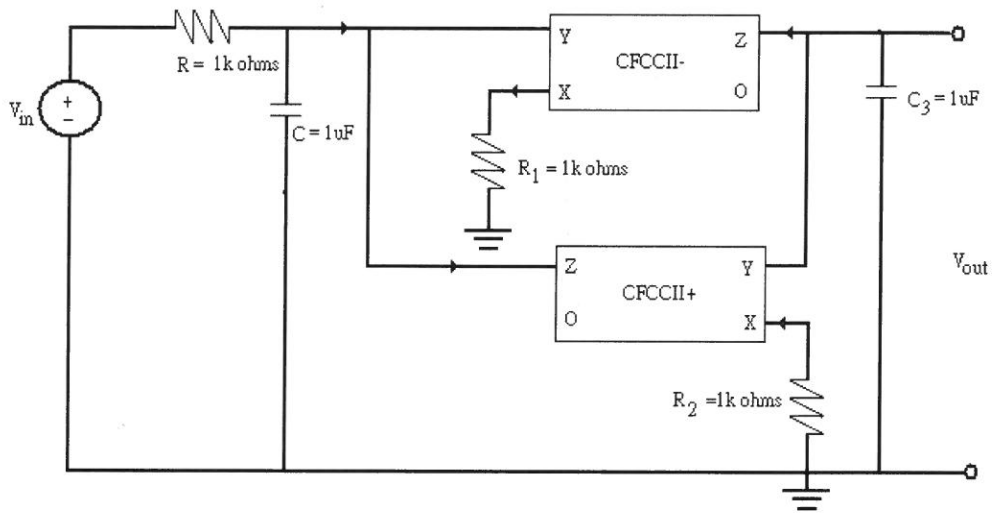 R = 1k ohms
V_in
+
−
C = 1uF
Y
Z
CFCCII-
X
O
R_1 = 1k ohms
C_3 = 1uF
Z
Y
CFCCII+
O
X
V_out
R_2 =1k ohms